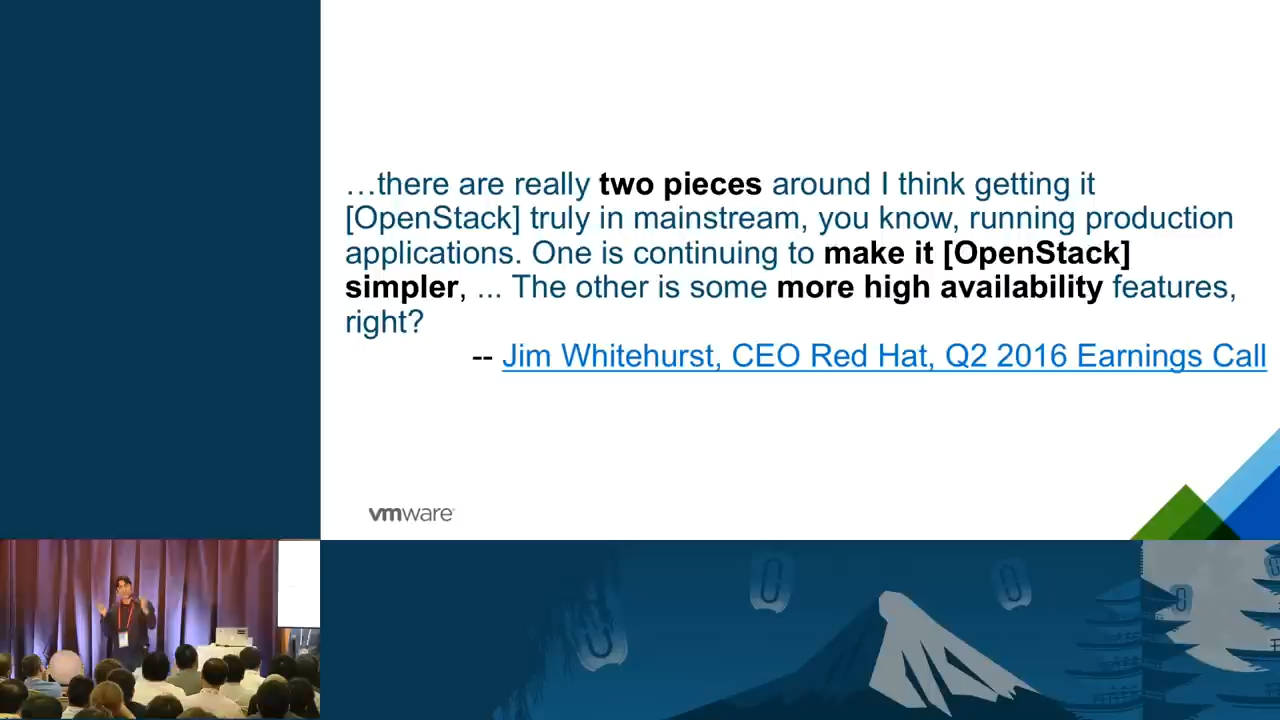 …there are really two pieces around I think getting it
[OpenStack] truly in mainstream, you know, running production
applications. One is continuing to make it [OpenStack]
simpler, ... The other is some more high availability features,
right?
-- Jim Whitehurst, CEO Red Hat, Q2 2016 Earnings Call
vmware